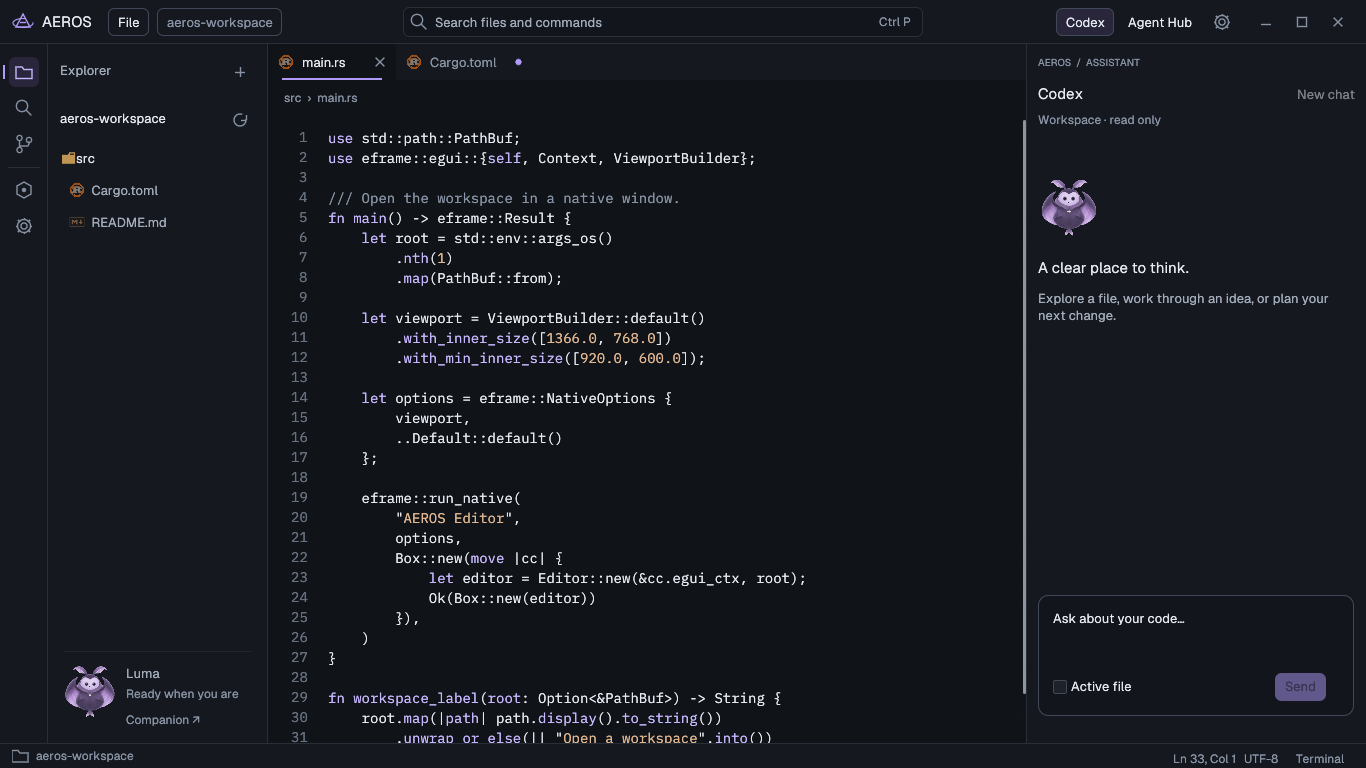 AEROS File aeros-workspace Search files and commands Ctrl P Codex Agent Hub
Explorer +
aeros-workspace
src
Cargo.toml
README.md
Luma
Ready when you are
Companion ↗
main.rs Cargo.toml
src › main.rs
1 use std::path::PathBuf;
2 use eframe::egui::{self, Context, ViewportBuilder};
3
4 /// Open the workspace in a native window.
5 fn main() -> eframe::Result {
6     let root = std::env::args_os()
7         .nth(1)
8         .map(PathBuf::from);
9
10     let viewport = ViewportBuilder::default()
11         .with_inner_size([1366.0, 768.0])
12         .with_min_inner_size([920.0, 600.0]);
13
14     let options = eframe::NativeOptions {
15         viewport,
16         ..Default::default()
17     };
18
19     eframe::run_native(
20         "AEROS Editor",
21         options,
22         Box::new(move |cc| {
23             let editor = Editor::new(&cc.egui_ctx, root);
24             Ok(Box::new(editor))
25         }),
26     )
27 }
28
29 fn workspace_label(root: Option<&PathBuf>) -> String {
30     root.map(|path| path.display().to_string())
31         .unwrap_or_else(|| "Open a workspace".into())
AEROS / ASSISTANT
Codex New chat
Workspace · read only
A clear place to think.
Explore a file, work through an idea, or plan your
next change.
Ask about your code…
Active file Send
aeros-workspace Ln 33, Col 1 UTF-8 Terminal